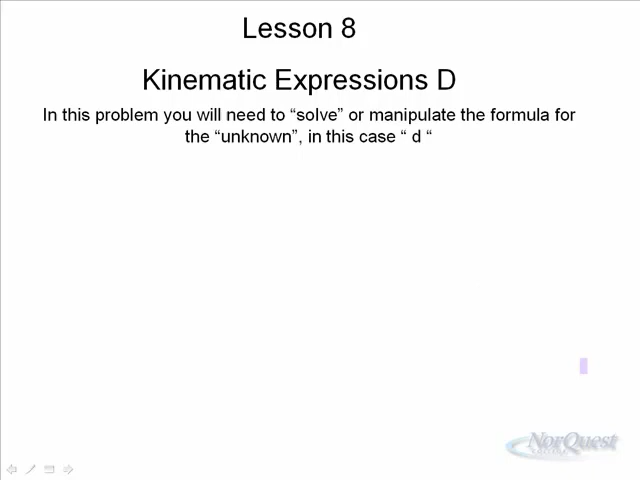 Lesson 8
Kinematic Expressions D
In this problem you will need to “solve” or manipulate the formula for
the “unknown”, in this case “ d “
NorQuest